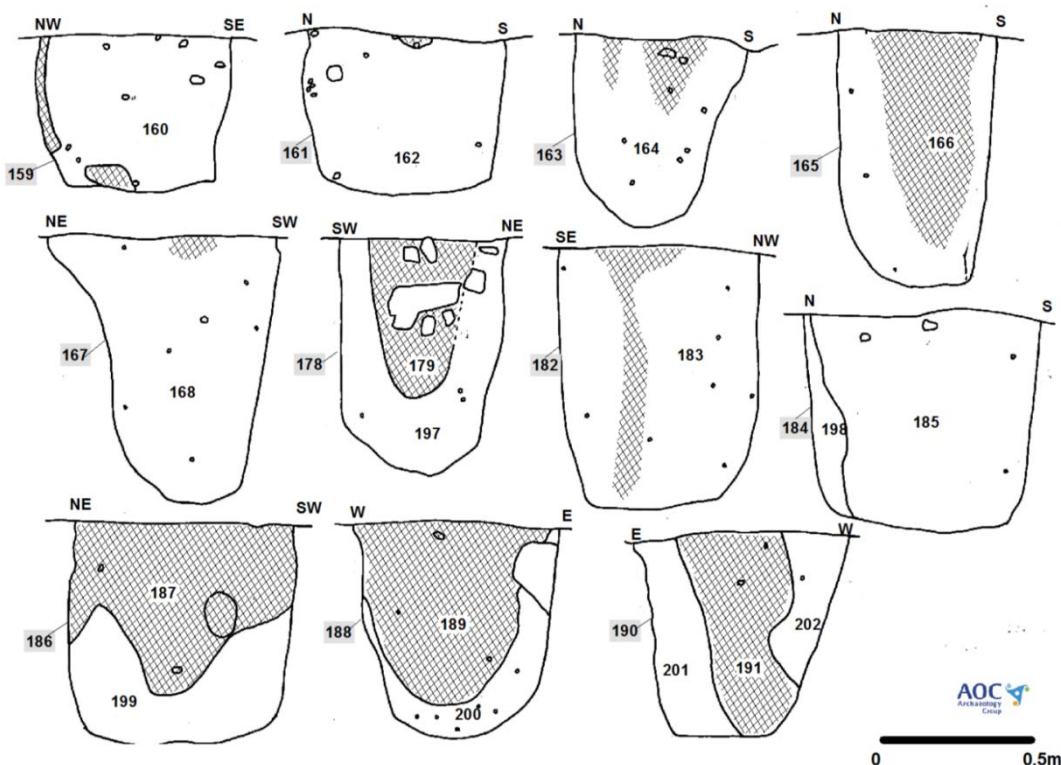 NW SE
160
159
N S
162
161
N S
164
163
N S
166
165
NE SW
168
167
SW NE
179
178
197
SE NW
183
182
N S
185
198
184
NE SW
187
186
199
W E
189
188
200
E W
202
191
201
190
AOC
Archaeology
Group
0 0.5m